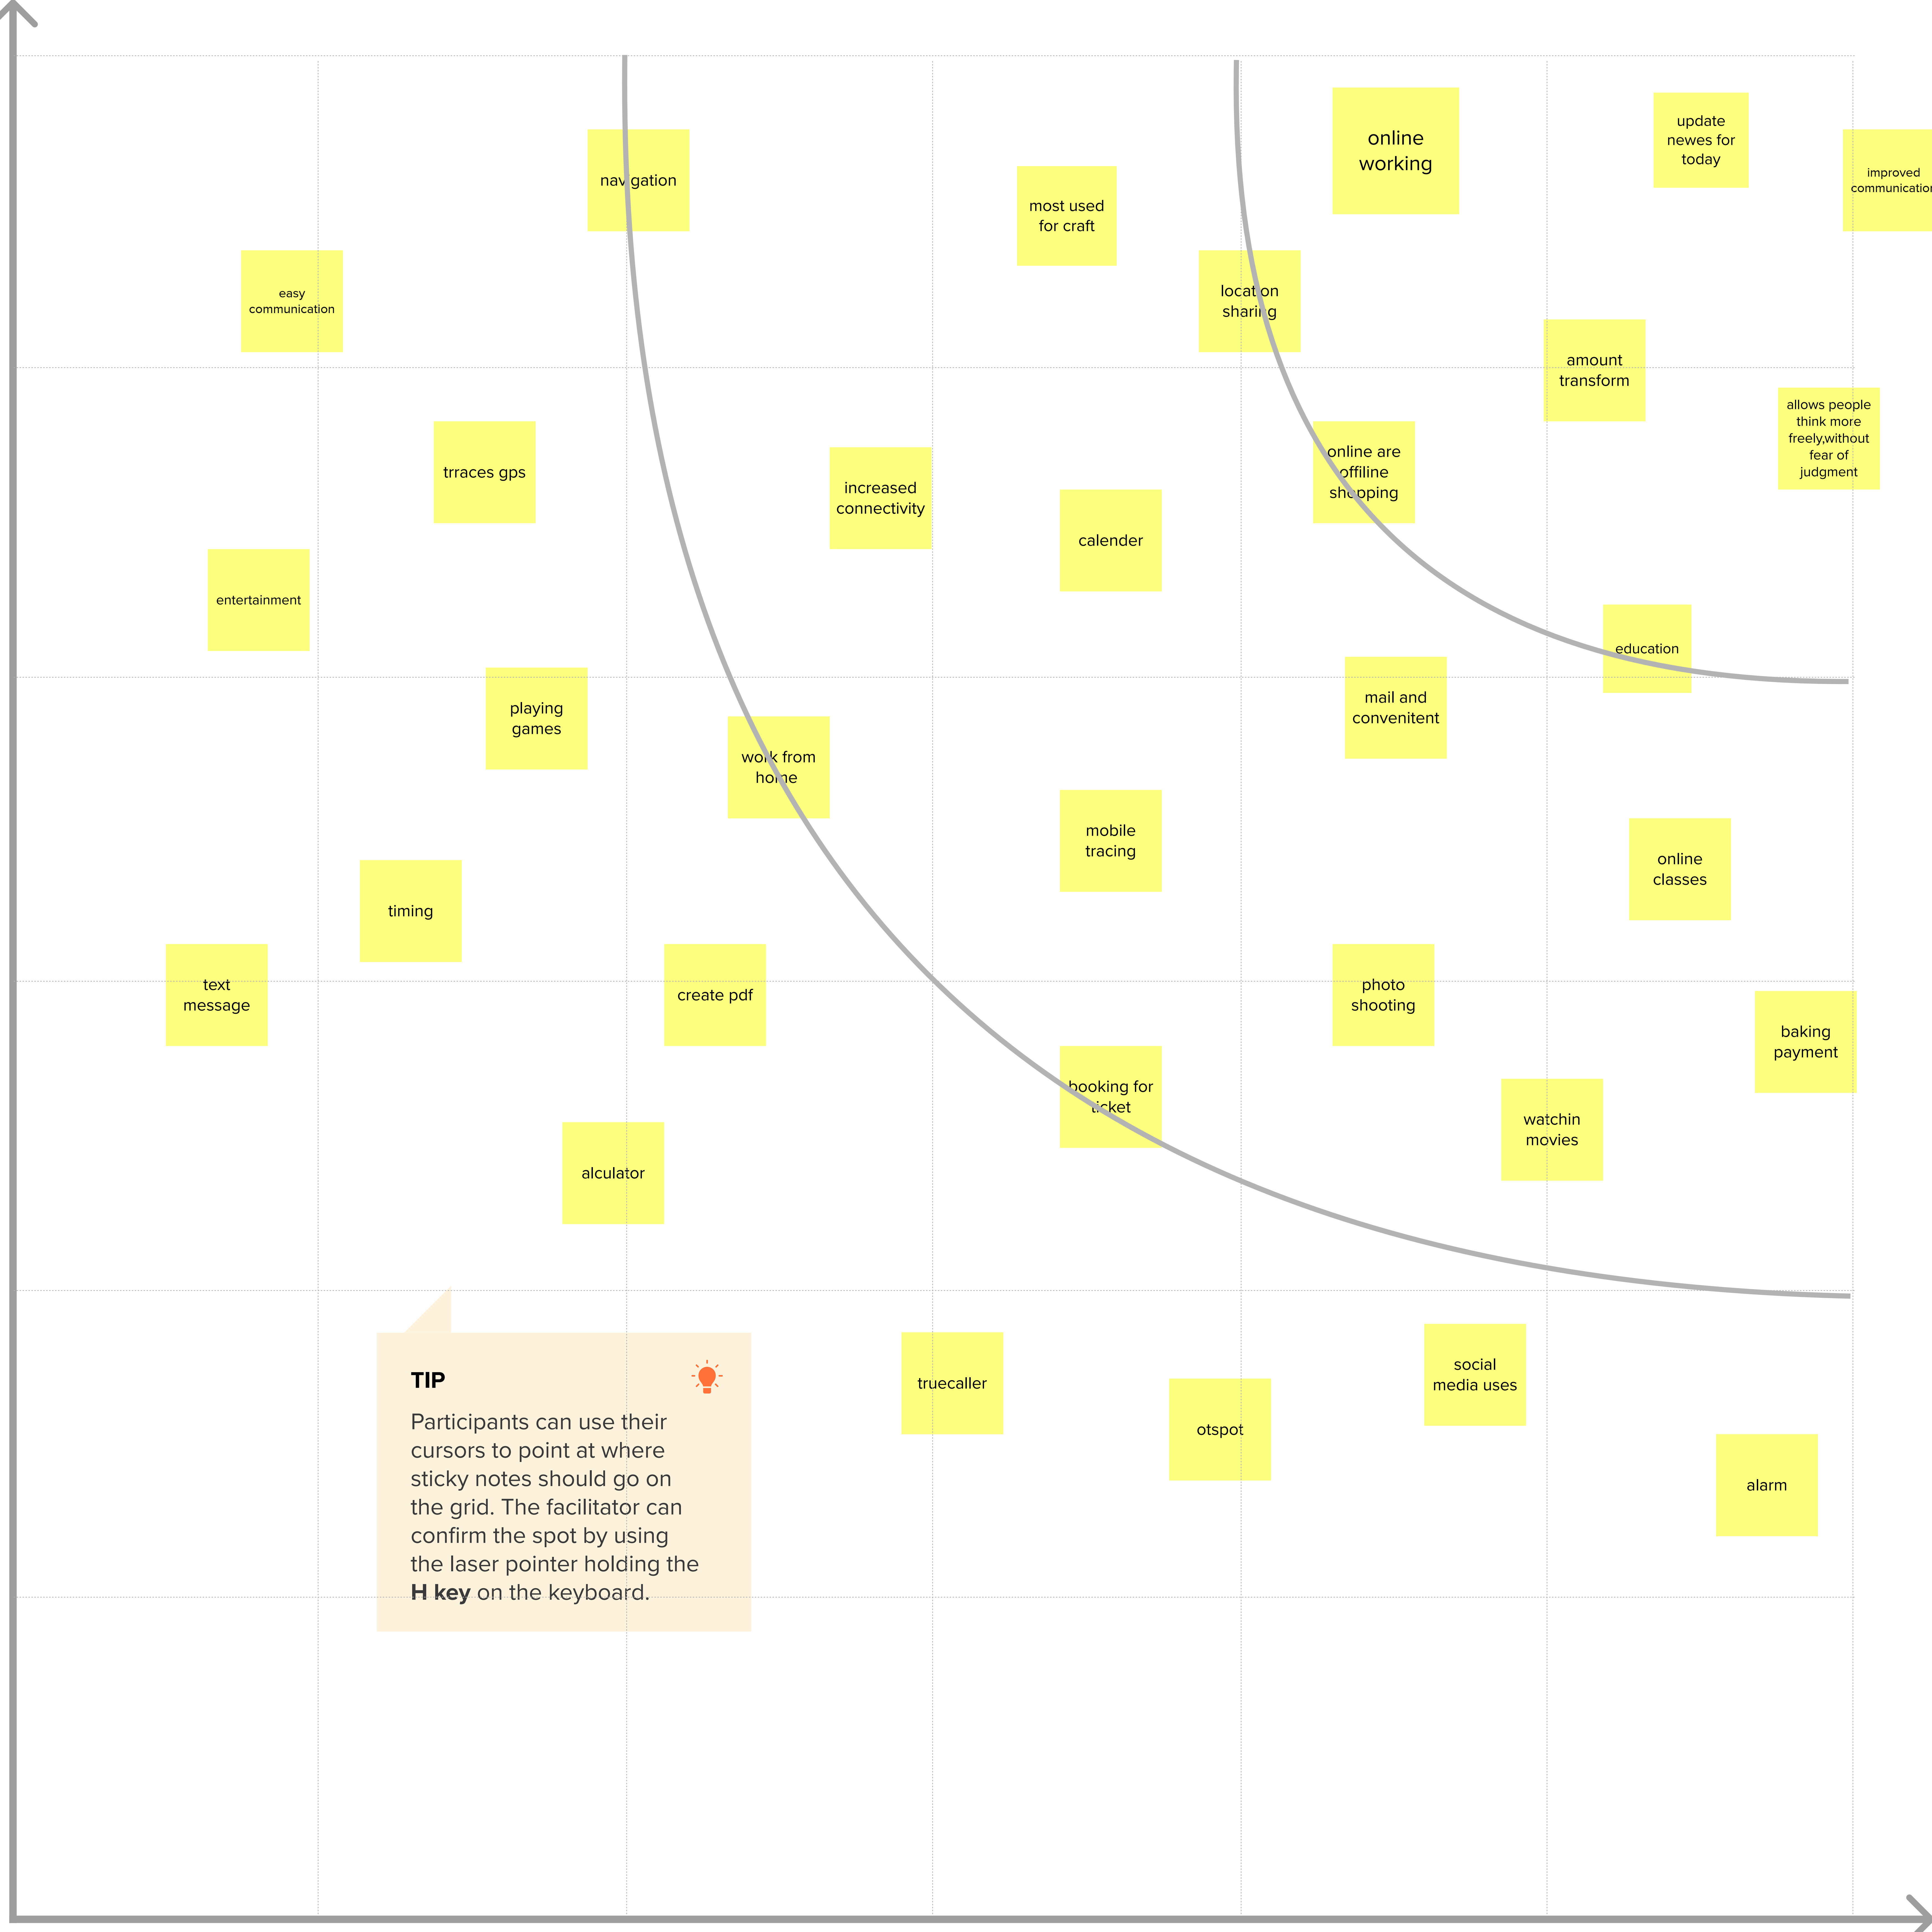 online
working
update
newes for
today
navigation
improved
communication
most used
for craft
easy
communication
location
sharing
amount
transform
allows people
think more
freely,without
fear of
judgment
trraces gps
increased
connectivity
online are
offiline
shopping
calender
entertainment
education
playing
games
mail and
convenitent
work from
home
mobile
tracing
online
classes
timing
text
message
create pdf
photo
shooting
baking
payment
booking for
ticket
watchin
movies
alculator
truecaller
social
media uses
otspot
alarm
TIP
Participants can use their
cursors to point at where
sticky notes should go on
the grid. The facilitator can
confirm the spot by using
the laser pointer holding the
H key on the keyboard.